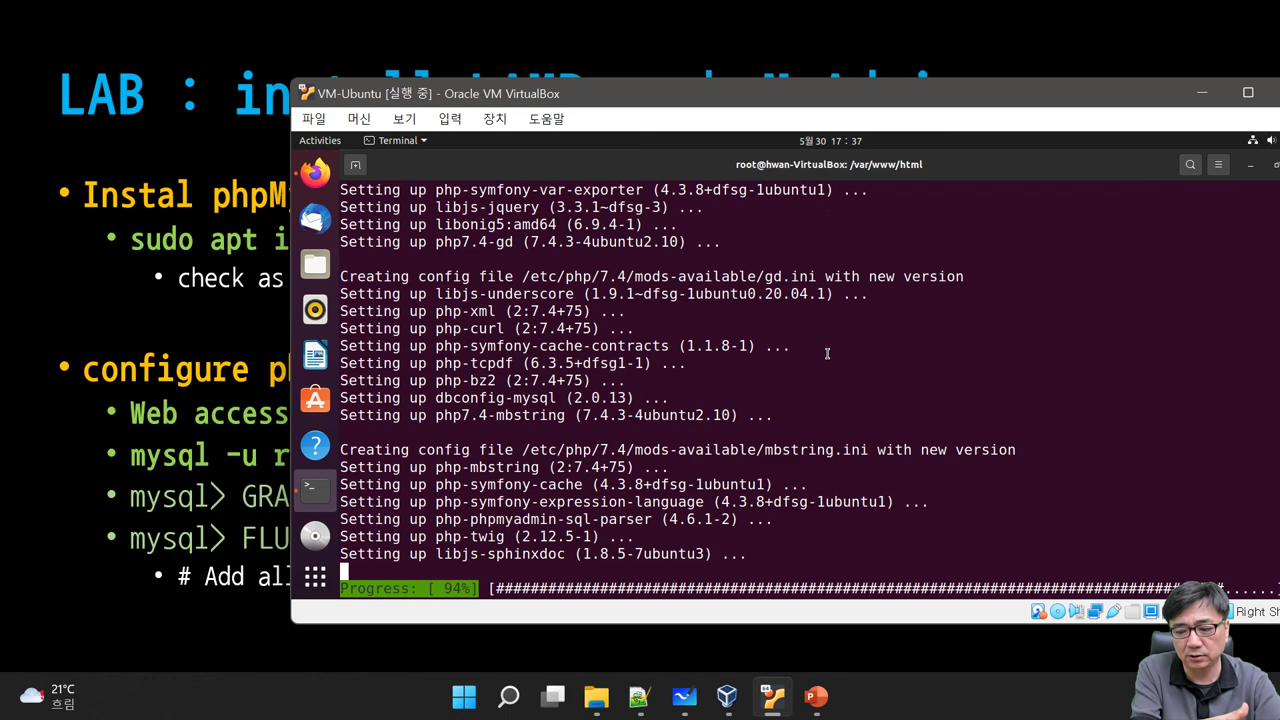 LAB : in
• Instal phpM
• sudo apt i
• check as
• configure p
• Web access
• mysql -u r
• mysql> GRA
• mysql> FLU
• # Add al
VM-Ubuntu [실행 중] - Oracle VM VirtualBox
파일 머신 보기 입력 장치 도움말
Activities Terminal 5월 30 17 : 37
root@hwan-VirtualBox: /var/www/html
Setting up php-symfony-var-exporter (4.3.8+dfsg-1ubuntu1) ...
Setting up libjs-jquery (3.3.1~dfsg-3) ...
Setting up libonig5:amd64 (6.9.4-1) ...
Setting up php7.4-gd (7.4.3-4ubuntu2.10) ...
Creating config file /etc/php/7.4/mods-available/gd.ini with new version
Setting up libjs-underscore (1.9.1~dfsg-1ubuntu0.20.04.1) ...
Setting up php-xml (2:7.4+75) ...
Setting up php-curl (2:7.4+75) ...
Setting up php-symfony-cache-contracts (1.1.8-1) ...
Setting up php-tcpdf (6.3.5+dfsg1-1) ...
Setting up php-bz2 (2:7.4+75) ...
Setting up dbconfig-mysql (2.0.13) ...
Setting up php7.4-mbstring (7.4.3-4ubuntu2.10) ...
Creating config file /etc/php/7.4/mods-available/mbstring.ini with new version
Setting up php-mbstring (2:7.4+75) ...
Setting up php-symfony-cache (4.3.8+dfsg-1ubuntu1) ...
Setting up php-symfony-expression-language (4.3.8+dfsg-1ubuntu1) ...
Setting up php-phpmyadmin-sql-parser (4.6.1-2) ...
Setting up php-twig (2.12.5-1) ...
Setting up libjs-sphinxdoc (1.8.5-7ubuntu3) ...
Progress: [ 94%] [####################################################################################.....]
Right Sh
21°C
흐림